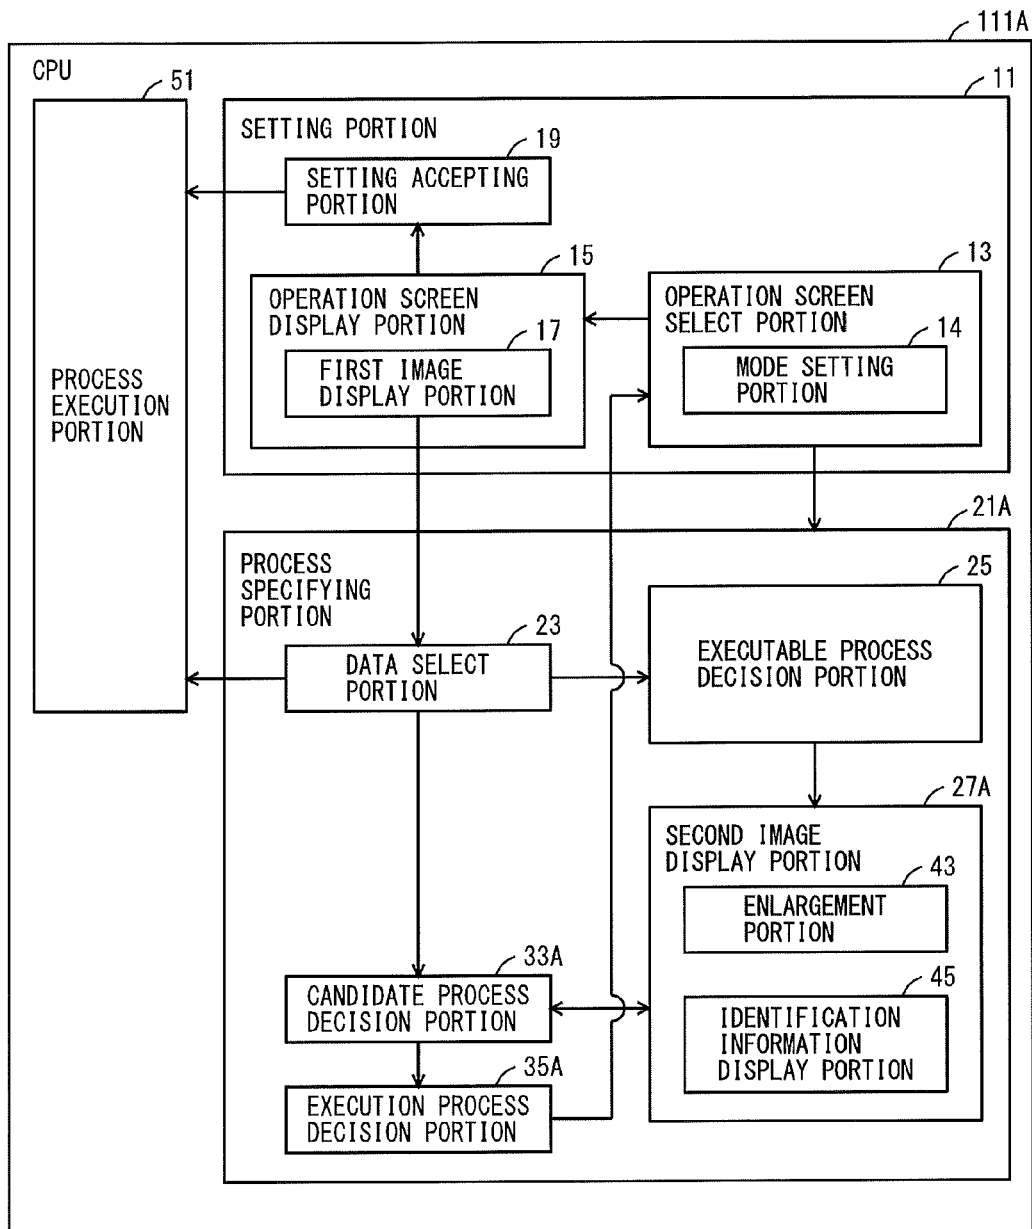 111A
CPU
51
11
SETTING PORTION
19
SETTING ACCEPTING
PORTION
15
OPERATION SCREEN
DISPLAY PORTION
17
FIRST IMAGE
DISPLAY PORTION
13
OPERATION SCREEN
SELECT PORTION
14
MODE SETTING
PORTION
PROCESS
EXECUTION
PORTION
21A
PROCESS
SPECIFYING
PORTION
23
DATA SELECT
PORTION
25
EXECUTABLE PROCESS
DECISION PORTION
27A
SECOND IMAGE
DISPLAY PORTION
43
ENLARGEMENT
PORTION
33A
CANDIDATE PROCESS
DECISION PORTION
45
IDENTIFICATION
INFORMATION
DISPLAY PORTION
35A
EXECUTION PROCESS
DECISION PORTION